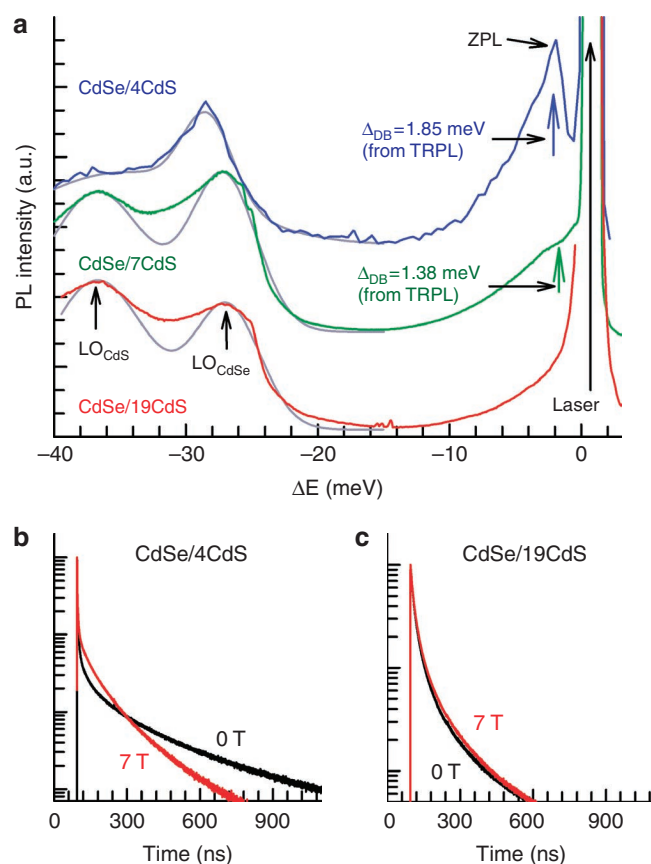 a
ZPL
CdSe/4CdS
Δ_DB=1.85 meV
(from TRPL)
PL intensity (a.u.)
CdSe/7CdS
Δ_DB=1.38 meV
(from TRPL)
LO_CdS
LO_CdSe
CdSe/19CdS
Laser
−40 −30 −20 −10 0
ΔE (meV)
b
CdSe/4CdS
0 T
7 T
300 600 900
Time (ns)
c
CdSe/19CdS
7 T
0 T
300 600 900
Time (ns)